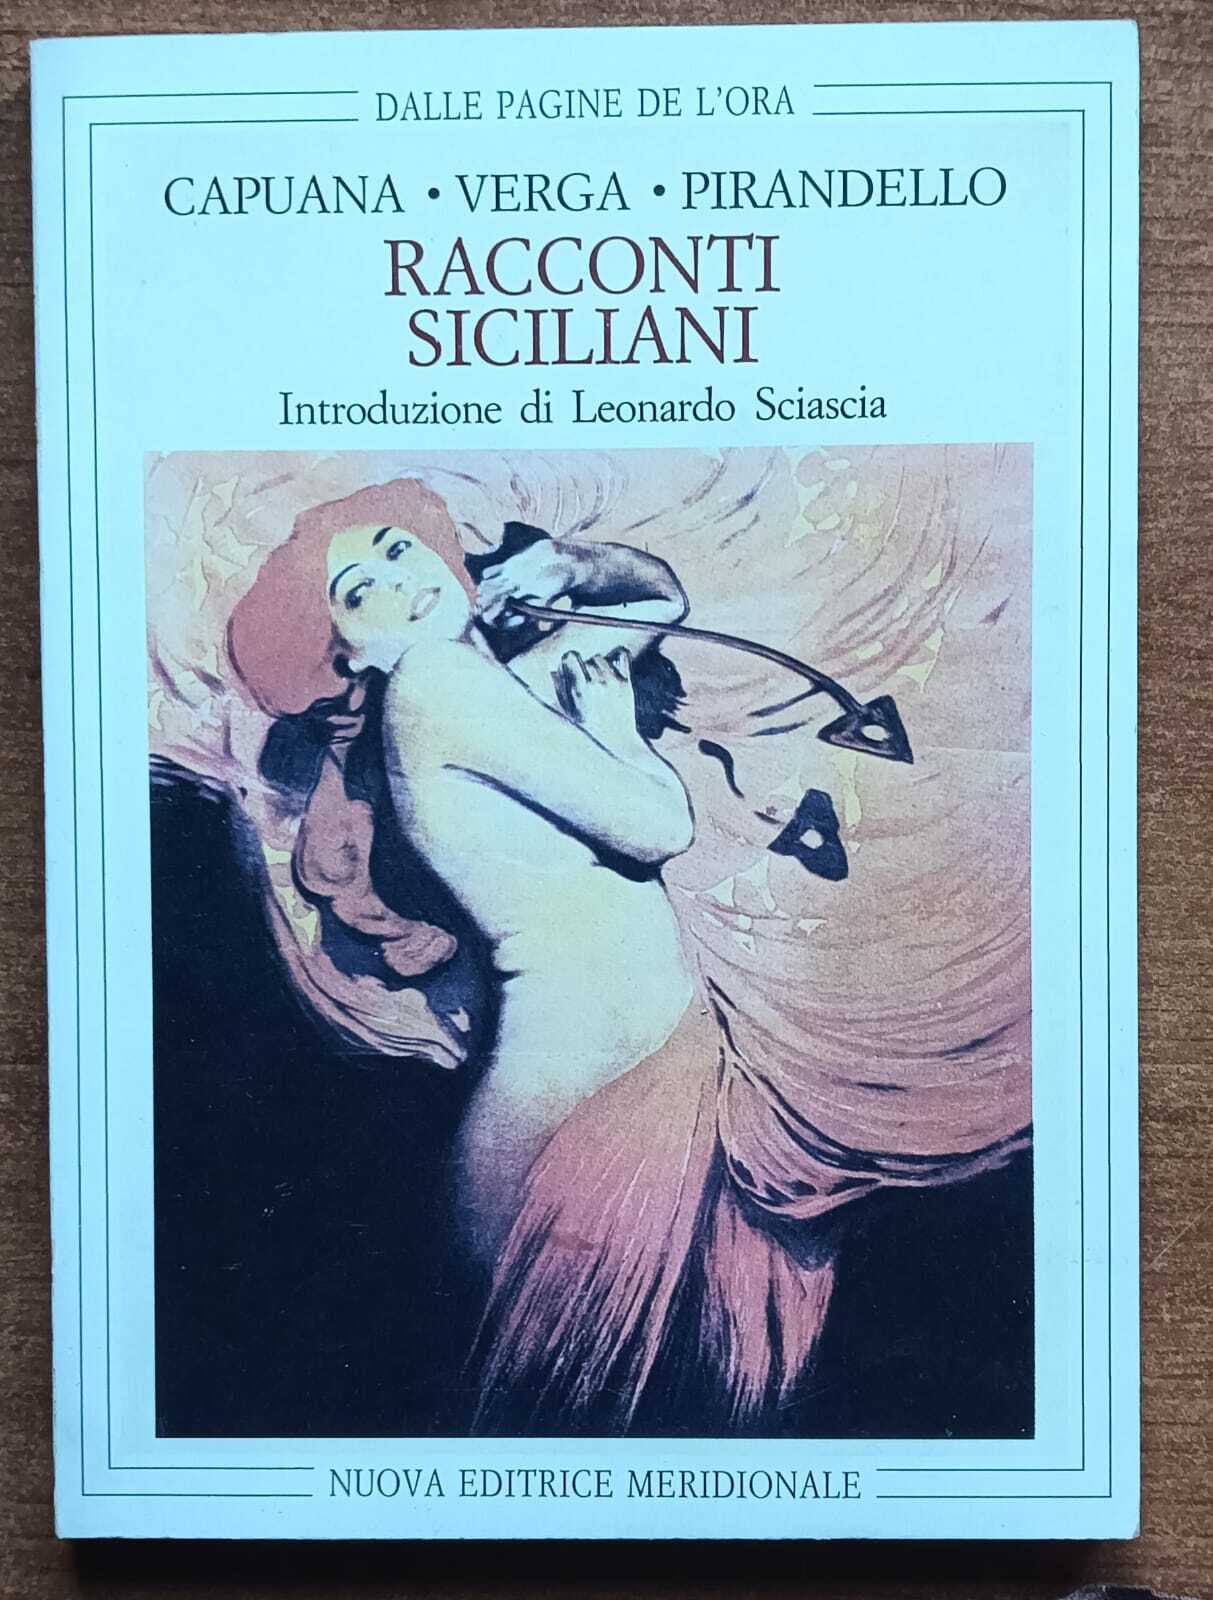 DALLE PAGINE DE L'ORA
CAPUANA • VERGA • PIRANDELLO
RACCONTI
SICILIANI
Introduzione di Leonardo Sciascia
NUOVA EDITRICE MERIDIONALE